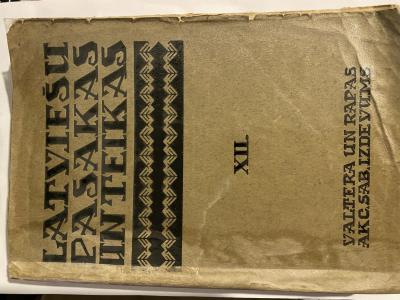 LATVIEŠU
PASAKAS
UN TEIKAS
XII.
VALTERA UN RAPAS
AKC. SAB. IZDEVUMS